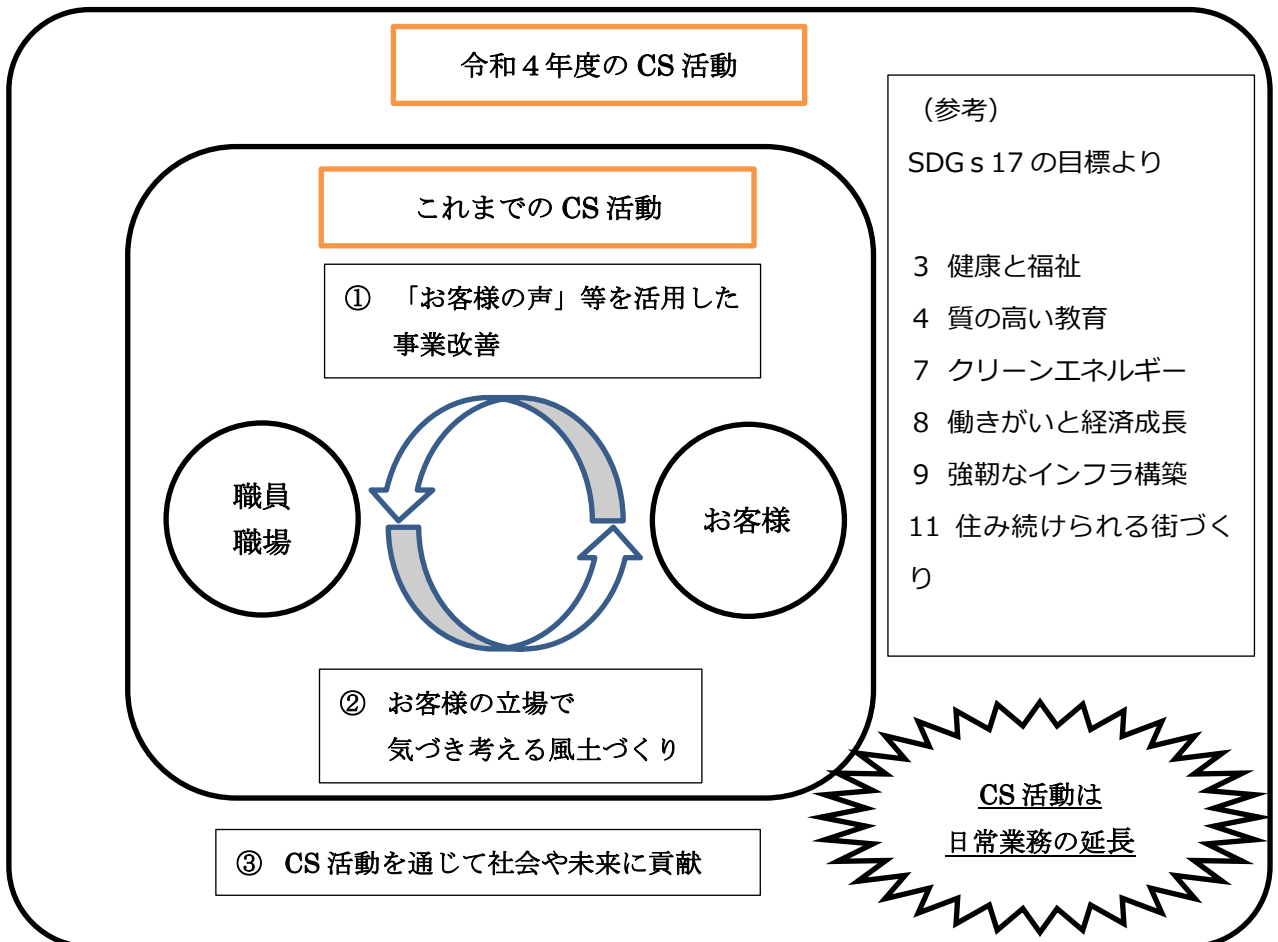 令和４年度の CS 活動
これまでの CS 活動
① 「お客様の声」等を活用した
事業改善
職員
職場
お客様
② お客様の立場で
気づき考える風土づくり
③ CS 活動を通じて社会や未来に貢献
（参考）
SDGｓ17 の目標より
3 健康と福祉
4 質の高い教育
7 クリーンエネルギー
8 働きがいと経済成長
9 強靭なインフラ構築
11 住み続けられる街づく
り
CS 活動は
日常業務の延長